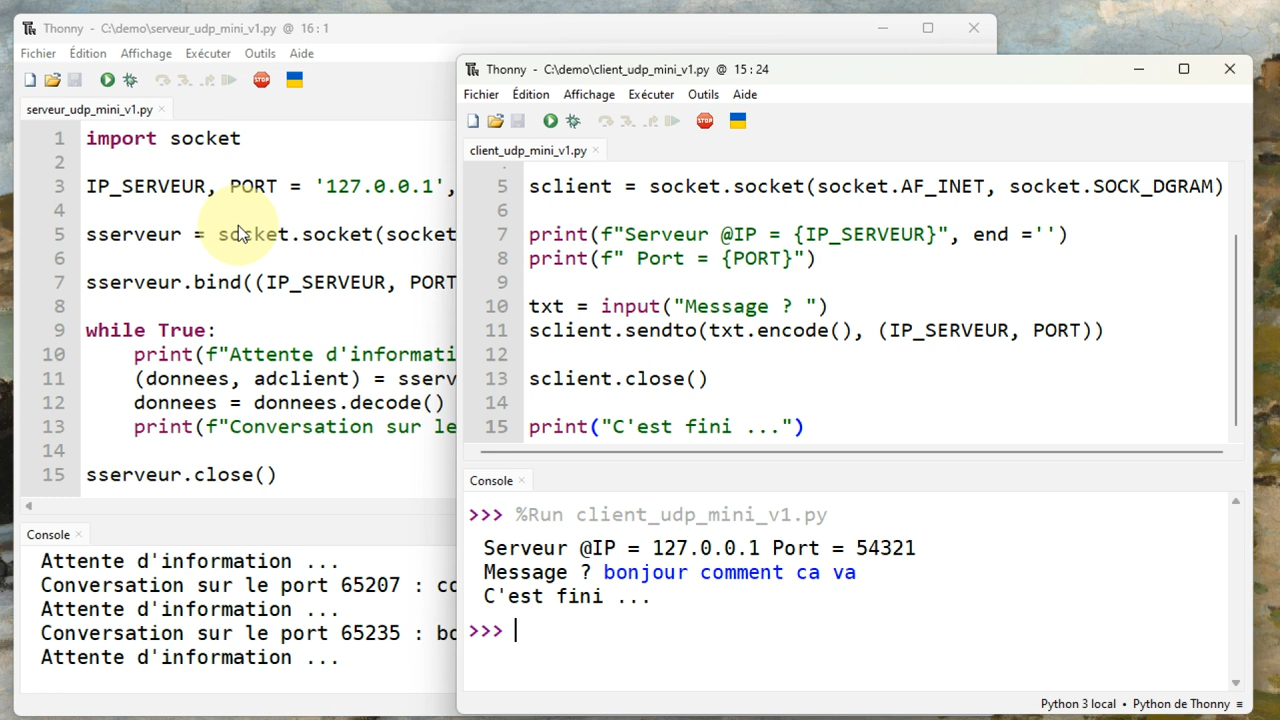 Thonny - C:\demo\serveur_udp_mini_v1.py @ 16:1
Fichier Édition Affichage Exécuter Outils Aide
STOP
serveur_udp_mini_v1.py ×
1 import socket
2
3 IP_SERVEUR, PORT = '127.0.0.1',
4
5 sserveur = socket.socket(socket
6
7 sserveur.bind((IP_SERVEUR, PORT
8
9 while True:
10 print(f"Attente d'informati
11 (donnees, adclient) = sserv
12 donnees = donnees.decode()
13 print(f"Conversation sur le
14
15 sserveur.close()
Console ×
Attente d'information ...
Conversation sur le port 65207 : co
Attente d'information ...
Conversation sur le port 65235 : bo
Attente d'information ...
Thonny - C:\demo\client_udp_mini_v1.py @ 15:24
Fichier Édition Affichage Exécuter Outils Aide
STOP
client_udp_mini_v1.py ×
5 sclient = socket.socket(socket.AF_INET, socket.SOCK_DGRAM)
6
7 print(f"Serveur @IP = {IP_SERVEUR}", end ='')
8 print(f" Port = {PORT}")
9
10 txt = input("Message ? ")
11 sclient.sendto(txt.encode(), (IP_SERVEUR, PORT))
12
13 sclient.close()
14
15 print("C'est fini ...")
Console ×
>>> %Run client_udp_mini_v1.py
Serveur @IP = 127.0.0.1 Port = 54321
Message ? bonjour comment ca va
C'est fini ...
>>>
Python 3 local • Python de Thonny ≡